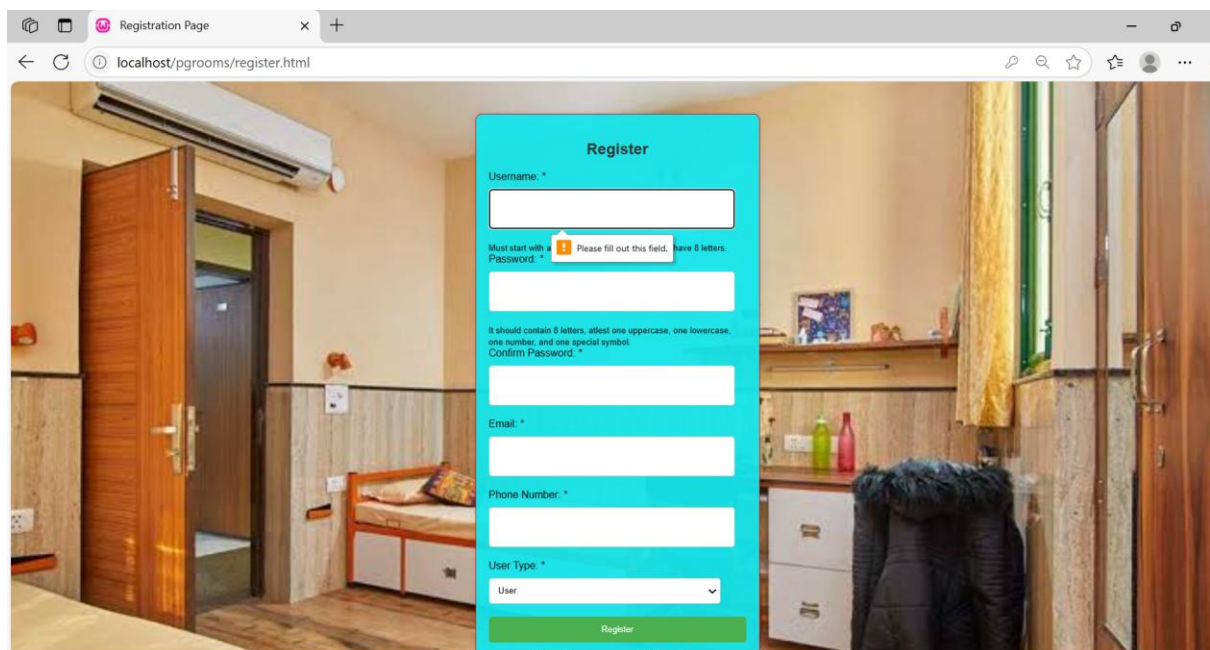 Registration Page
localhost/pgrooms/register.html
Register
Username: *
Please fill out this field.
Must start with a have 8 letters.
Password: *
It should contain 8 letters, atlest one uppercase, one lowercase,
one number, and one special symbol.
Confirm Password: *
Email: *
Phone Number: *
User Type: *
User
Register